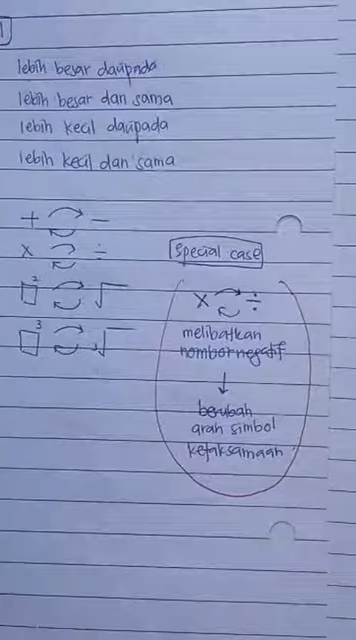 1
lebih besar daripada
lebih besar dan sama
lebih kecil daripada
lebih kecil dan sama
+ ⇄ −
× ⇄ ÷
□² ⇄ √
□³ ⇄ √
special case
× ⇄ ÷
melibatkan
nombor negatif
↓
berubah
arah simbol
ketaksamaan